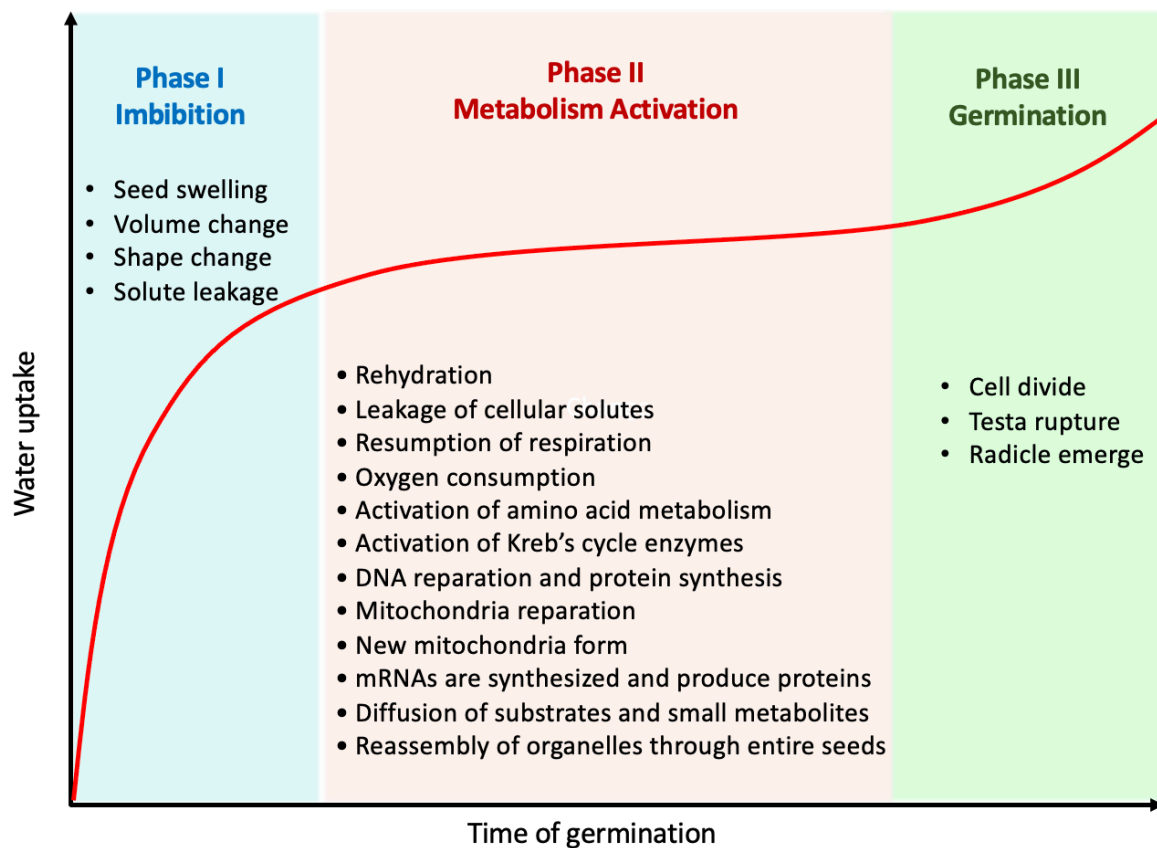 Phase I
Imbibition
• Seed swelling
• Volume change
• Shape change
• Solute leakage
Phase II
Metabolism Activation
• Rehydration
• Leakage of cellular solutes
• Resumption of respiration
• Oxygen consumption
• Activation of amino acid metabolism
• Activation of Kreb’s cycle enzymes
• DNA reparation and protein synthesis
• Mitochondria reparation
• New mitochondria form
• mRNAs are synthesized and produce proteins
• Diffusion of substrates and small metabolites
• Reassembly of organelles through entire seeds
Phase III
Germination
• Cell divide
• Testa rupture
• Radicle emerge
Water uptake
Time of germination